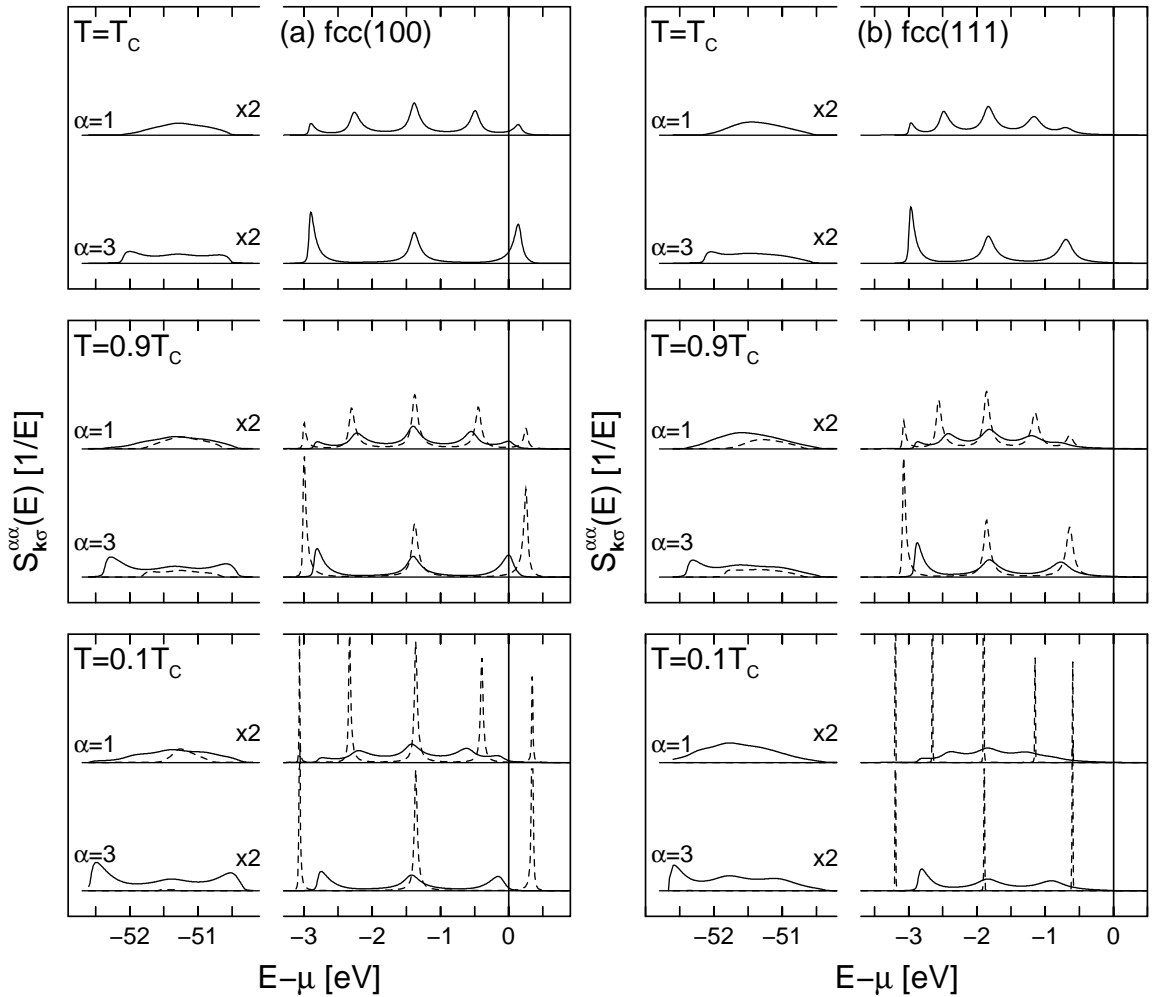 T=T_C (a) fcc(100)
α=1 x2
α=3 x2
T=0.9T_C
α=1 x2
α=3 x2
T=0.1T_C
α=1 x2
α=3 x2
−52 −51 −3 −2 −1 0
E−μ [eV]
S_kσ^αα(E) [1/E]
T=T_C (b) fcc(111)
α=1 x2
α=3 x2
T=0.9T_C
α=1 x2
α=3 x2
T=0.1T_C
α=1 x2
α=3 x2
−52 −51 −3 −2 −1 0
E−μ [eV]
S_kσ^αα(E) [1/E]